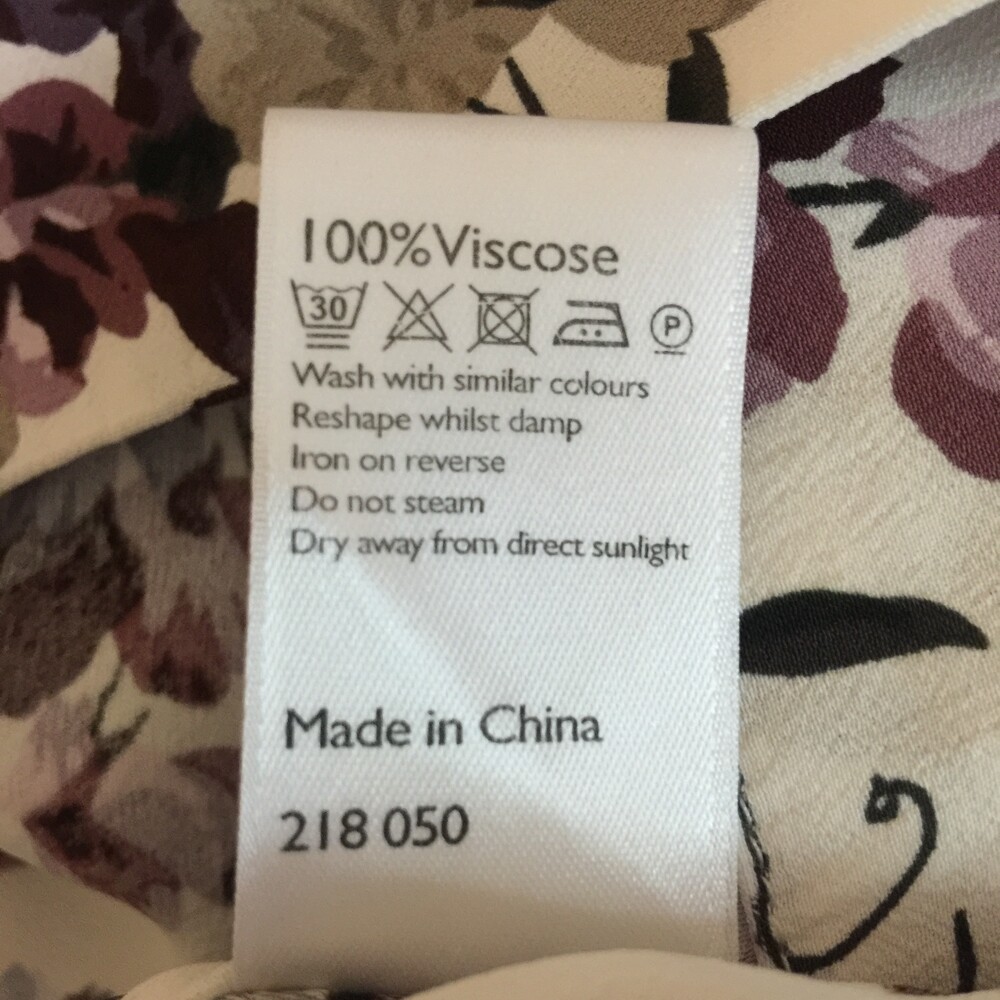 100%Viscose
30 P
Wash with similar colours
Reshape whilst damp
Iron on reverse
Do not steam
Dry away from direct sunlight
Made in China
218 050